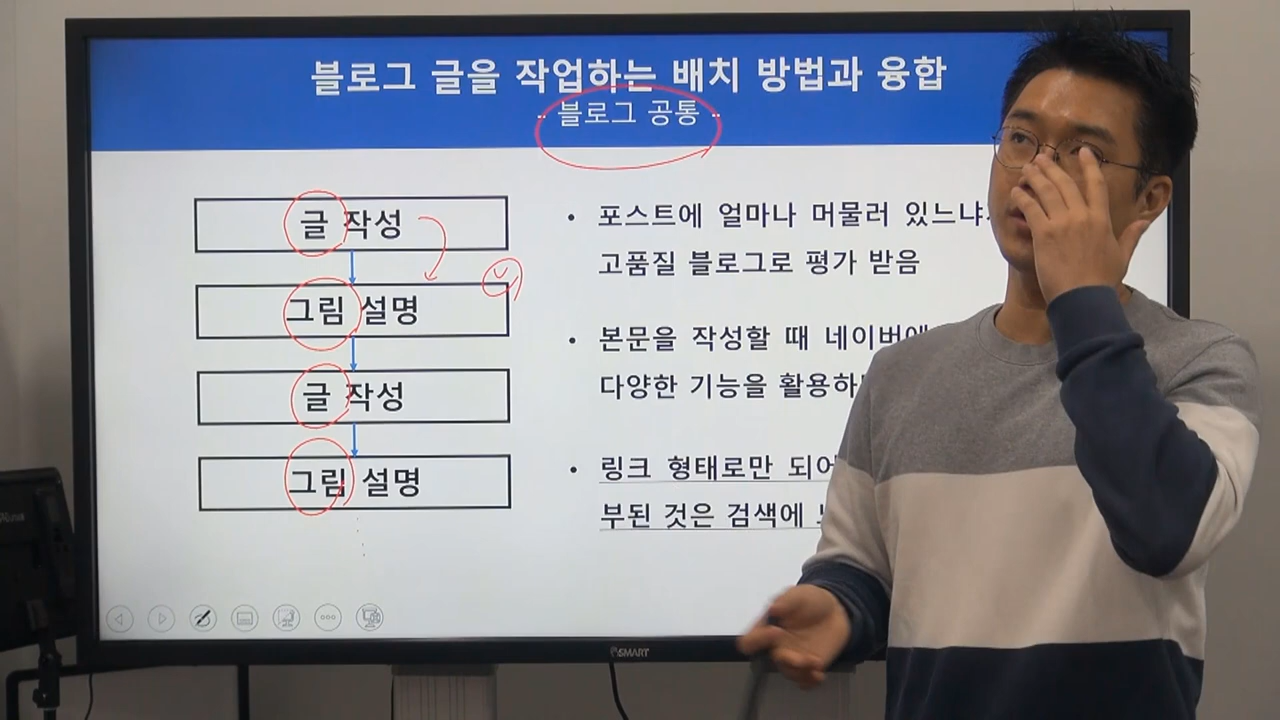 블로그 글을 작업하는 배치 방법과 융합
- 블로그 공통 -
글 작성
그림 설명
글 작성
그림 설명
• 포스트에 얼마나 머물러 있느냐
고품질 블로그로 평가 받음
• 본문을 작성할 때 네이버에
다양한 기능을 활용하
• 링크 형태로만 되어
부된 것은 검색에
SMART